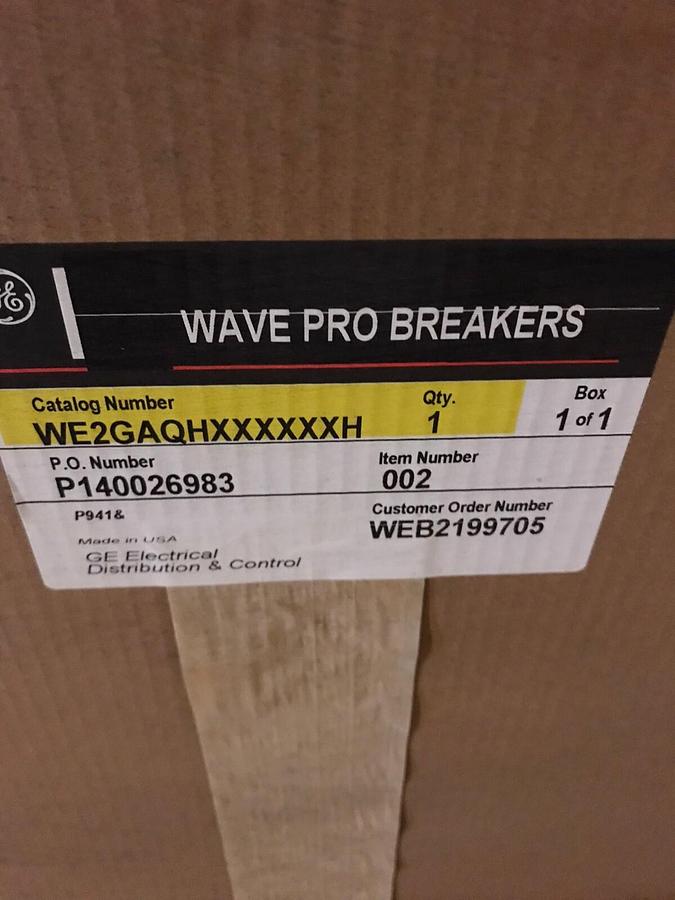 GE
WAVE PRO BREAKERS
Catalog Number Qty. Box
WE2GAQHXXXXXXH 1 1 of 1
P.O. Number Item Number
P140026983 002
P941& Customer Order Number
WEB2199705
Made in USA
GE Electrical
Distribution & Control